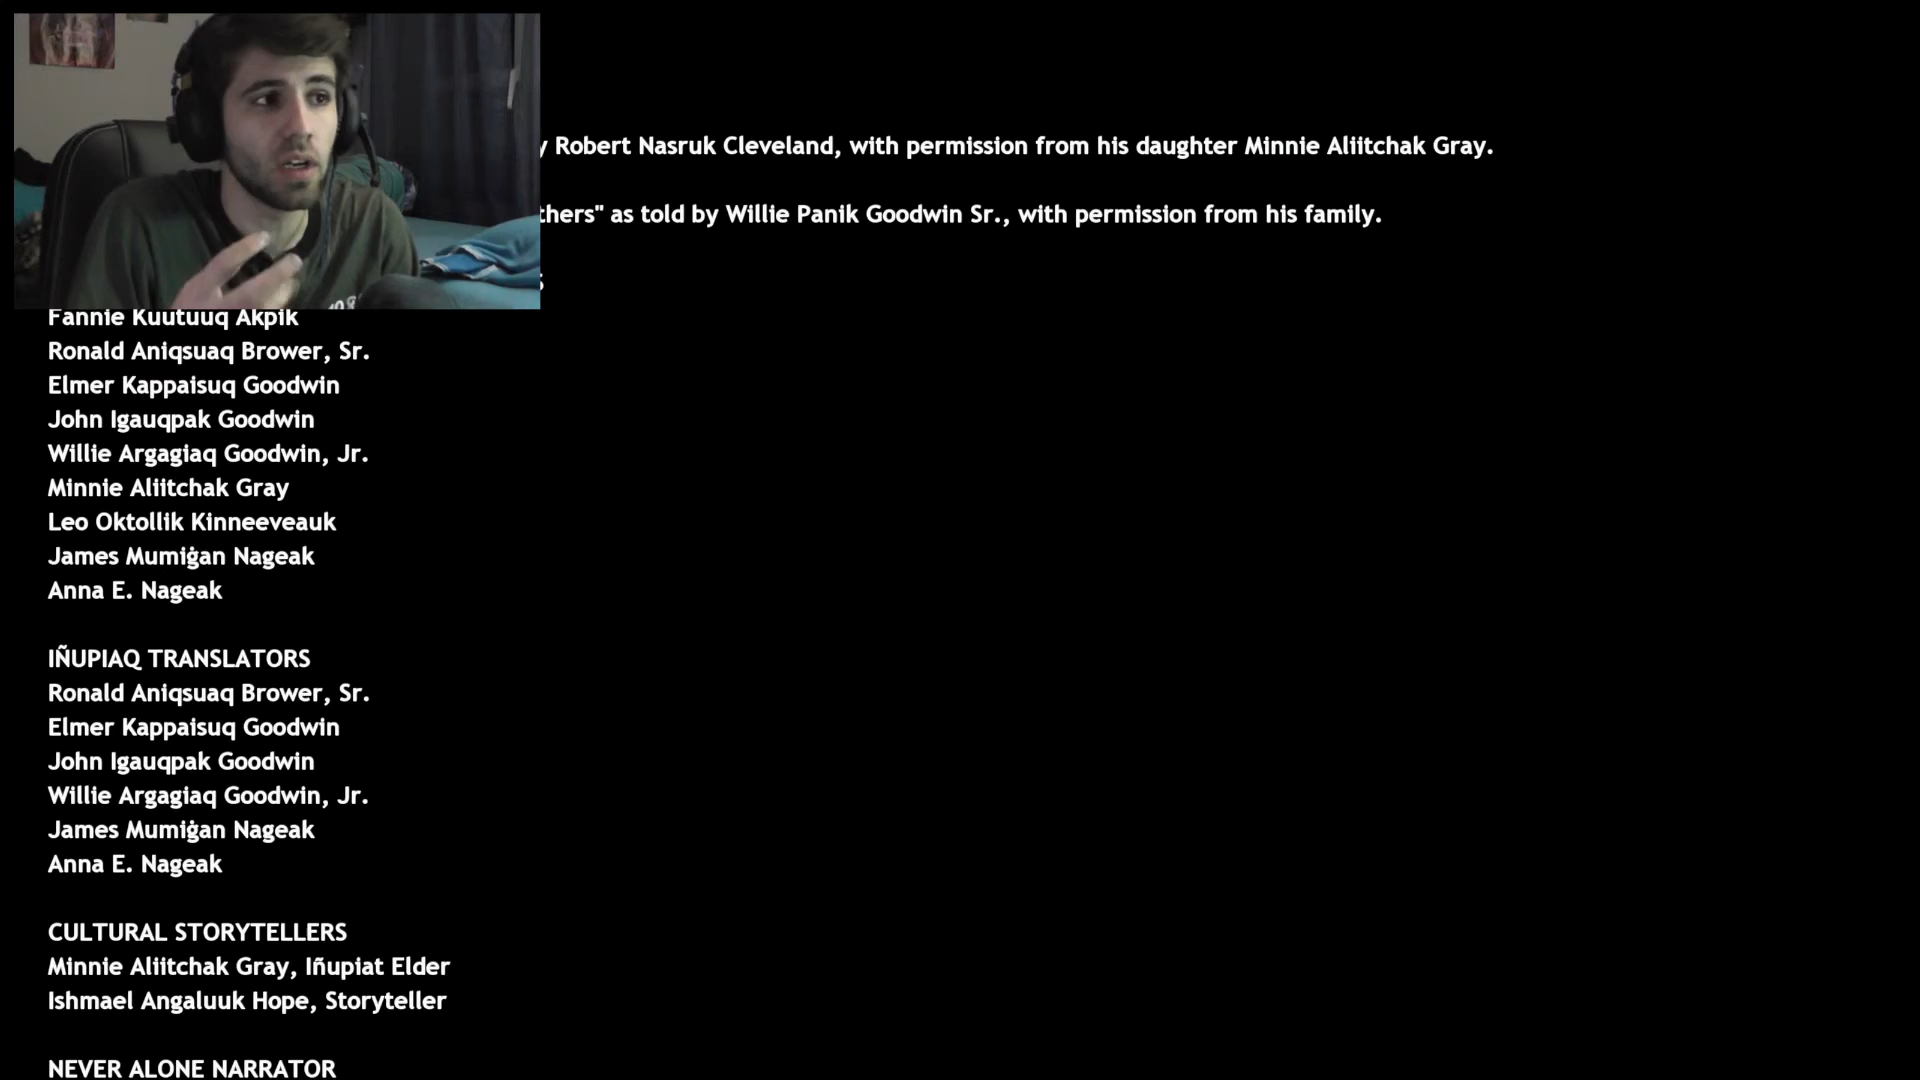 Robert Nasruk Cleveland, with permission from his daughter Minnie Aliitchak Gray.
as told by Willie Panik Goodwin Sr., with permission from his family.
Fannie Kuutuuq Akpik
Ronald Aniqsuaq Brower, Sr.
Elmer Kappaisuq Goodwin
John Igauqpak Goodwin
Willie Argagiaq Goodwin, Jr.
Minnie Aliitchak Gray
Leo Oktollik Kinneeveauk
James Mumiġan Nageak
Anna E. Nageak
IÑUPIAQ TRANSLATORS
Ronald Aniqsuaq Brower, Sr.
Elmer Kappaisuq Goodwin
John Igauqpak Goodwin
Willie Argagiaq Goodwin, Jr.
James Mumiġan Nageak
Anna E. Nageak
CULTURAL STORYTELLERS
Minnie Aliitchak Gray, Iñupiat Elder
Ishmael Angaluuk Hope, Storyteller
NEVER ALONE NARRATOR